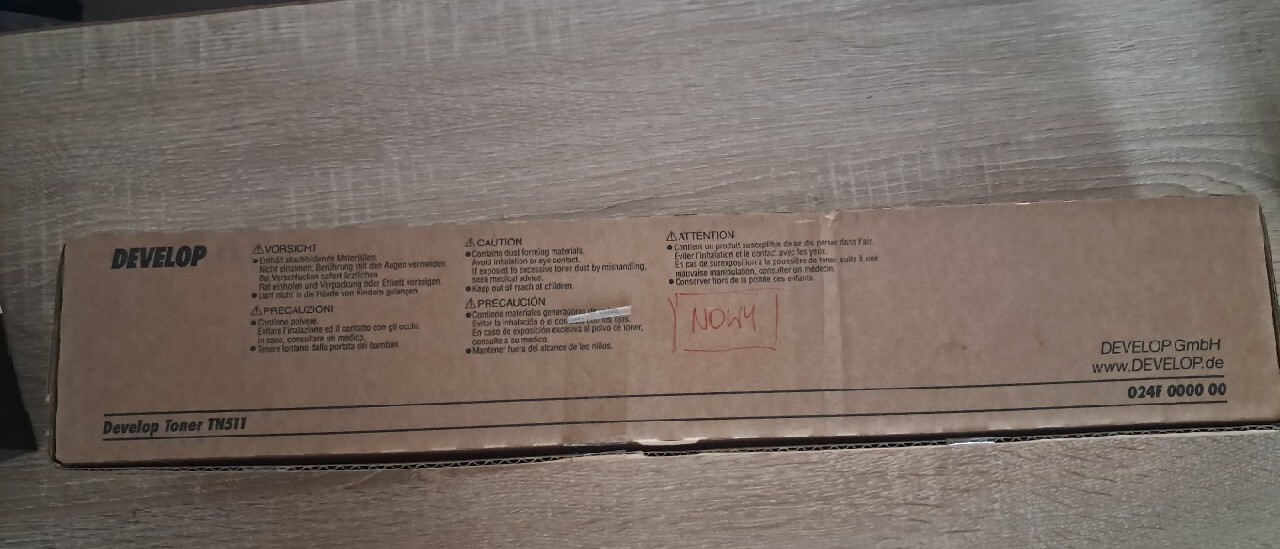 DEVELOP
VORSICHT
● Enthält staubbildende Materialien.
Nicht einatmen; Berührung mit den Augen vermeiden.
Bei Verschlucken sofort ärztlichen
Rat einholen und Verpackung oder Etikett vorzeigen.
● Darf nicht in die Hände von Kindern gelangen.
PRECAUZIONI
● Contiene polvere.
Evitare l'inalazione ed il contatto con gli occhi.
In caso, consultare un medico.
● Tenere lontano dalla portata dei bambini.
CAUTION
● Contains dust forming materials.
Avoid inhalation or eye contact.
If exposed to excessive toner dust by mishandling,
seek medical advice.
● Keep out of reach of children.
PRECAUCIÓN
● Contiene materiales generadores de
Evitar la inhalación o el con los ojos.
En caso de exposición excesiva al polvo de toner,
consulte a su medico.
● Mantener fuera del alcance de los niños.
ATTENTION
● Contient un produit susceptible de se disperser dans l'air.
Eviter l'inhalation et le contact avec les yeux.
En cas de surexposition à la poussière de toner, suite à une
mauvaise manipulation, consulter un médecin.
● Conserver hors de la portée des enfants.
NOWY
DEVELOP GmbH
www.DEVELOP.de
024F 0000 00
Develop Toner TN511